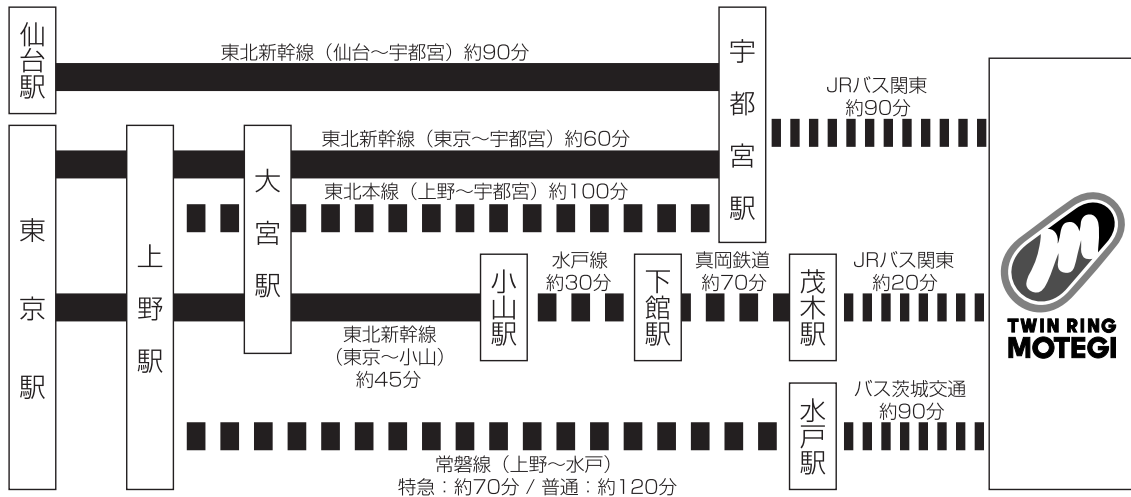 仙台駅
東北新幹線（仙台～宇都宮）約90分
宇都宮駅
JRバス関東
約90分
東京駅
上野駅
大宮駅
東北新幹線（東京～宇都宮）約60分
東北本線（上野～宇都宮）約100分
東北新幹線
（東京～小山）
約45分
小山駅
水戸線
約30分
下館駅
真岡鉄道
約70分
茂木駅
JRバス関東
約20分
常磐線（上野～水戸）
特急：約70分 / 普通：約120分
水戸駅
バス茨城交通
約90分
TWIN RING
MOTEGI